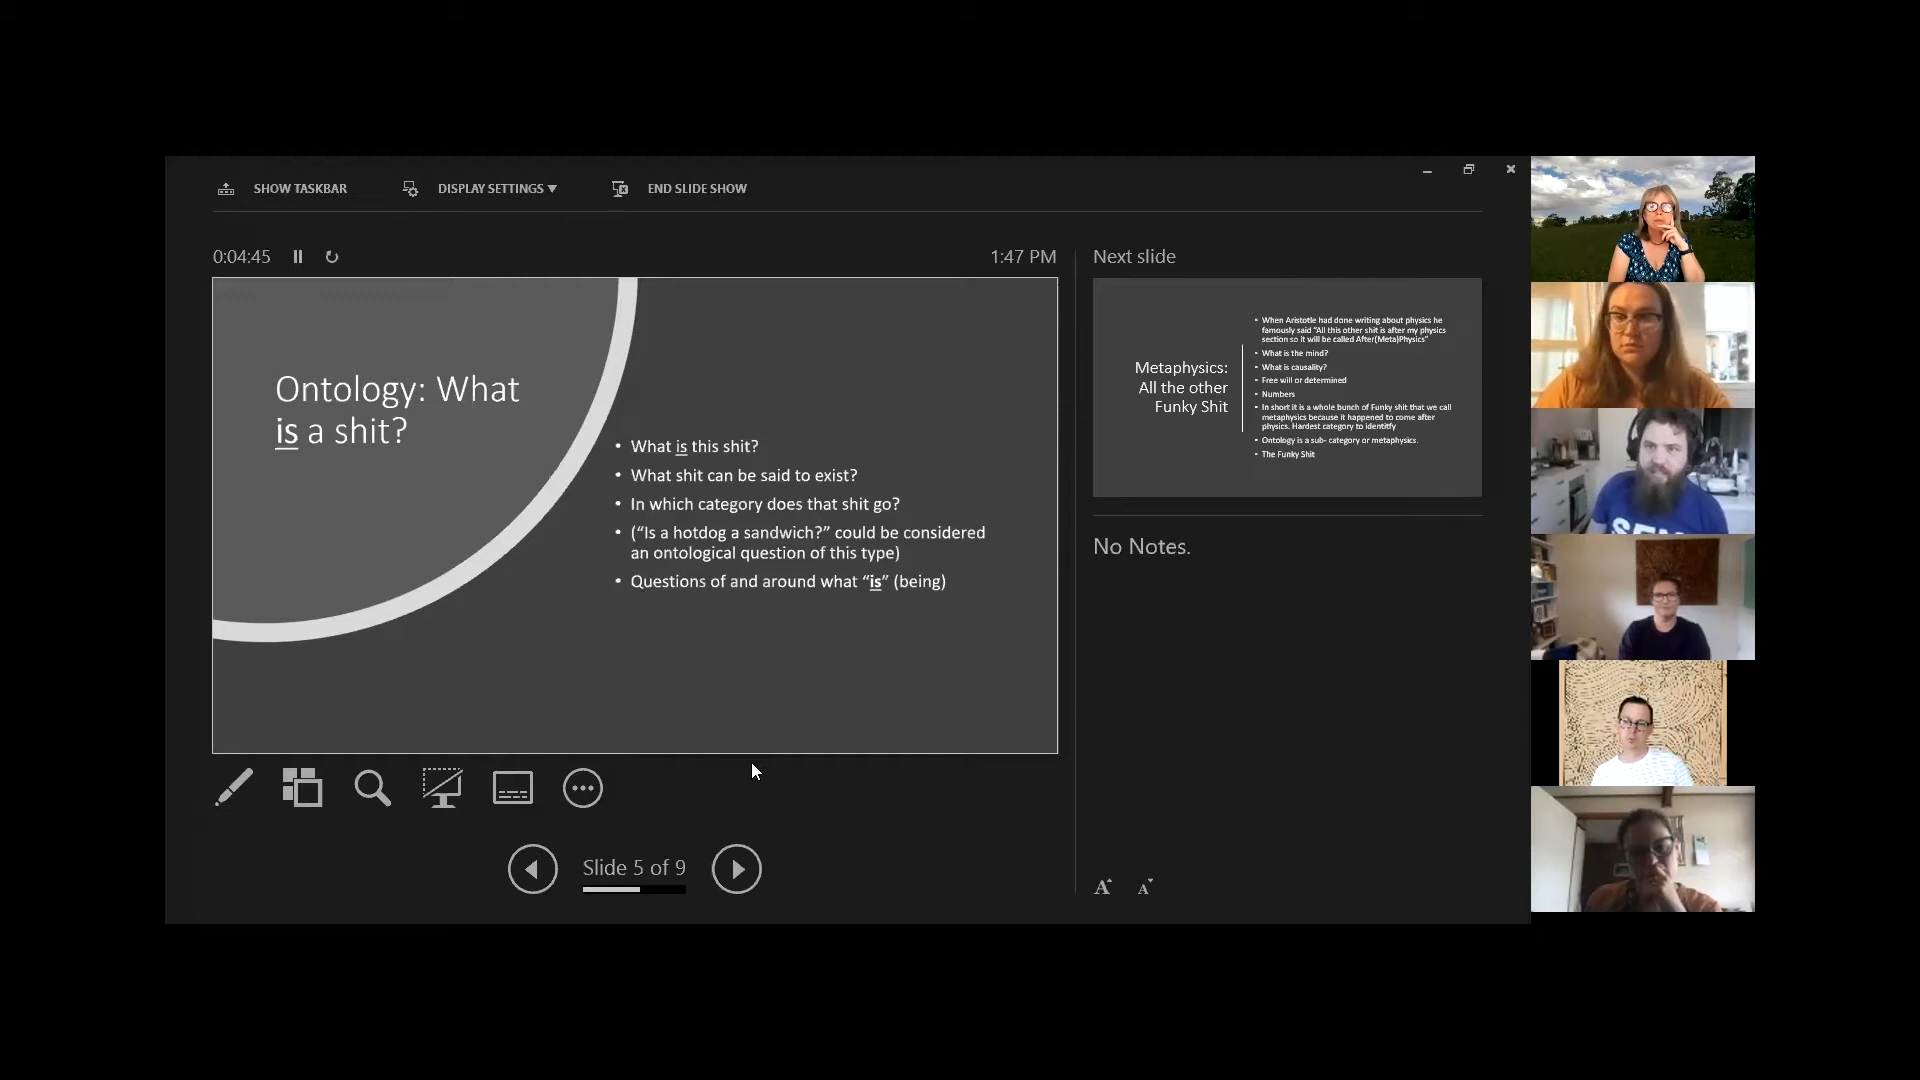 SHOW TASKBAR
DISPLAY SETTINGS ▼
END SLIDE SHOW
0:04:45
1:47 PM
Ontology: What
is a shit?
• What is this shit?
• What shit can be said to exist?
• In which category does that shit go?
• (“Is a hotdog a sandwich?” could be considered
an ontological question of this type)
• Questions of and around what “is” (being)
Next slide
Metaphysics:
All the other
Funky Shit
• When Aristotle had done writing about physics he
famously said “All this other shit is after my physics
section so it will be called After(Meta)Physics”
• What is the mind?
• What is causality?
• Free will or determined
• Numbers
• In short it is a whole bunch of Funky shit that we call
metaphysics because it happened to come after
physics. Hardest category to identitfy
• Ontology is a sub- category or metaphysics.
• The Funky Shit
No Notes.
Slide 5 of 9
A A